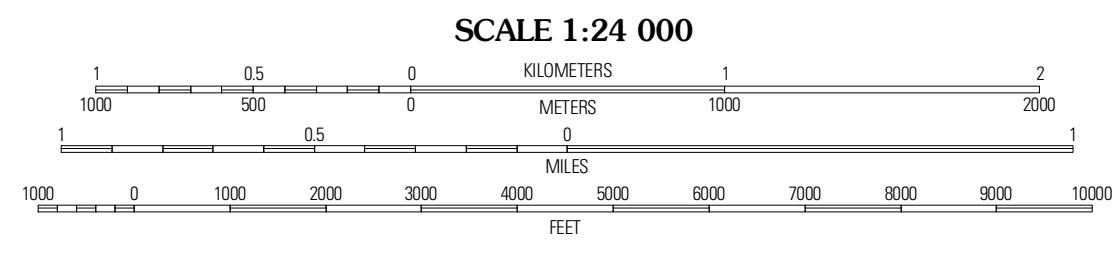 SCALE 1:24 000
1 0.5 0 KILOMETERS 1 2
1000 500 0 METERS 1000 2000
1 0.5 0 1
MILES
1000 0 1000 2000 3000 4000 5000 6000 7000 8000 9000 10000
FEET